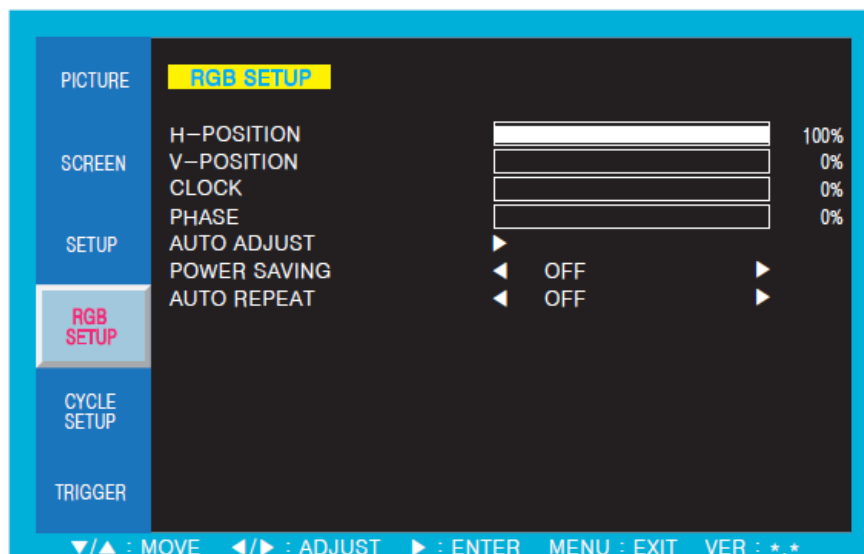 PICTURE
SCREEN
SETUP
RGB
SETUP
CYCLE
SETUP
TRIGGER
RGB SETUP
H-POSITION 100%
V-POSITION 0%
CLOCK 0%
PHASE 0%
AUTO ADJUST ▶
POWER SAVING ◀ OFF ▶
AUTO REPEAT ◀ OFF ▶
▼/▲ : MOVE ◀/▶ : ADJUST ▶ : ENTER MENU : EXIT VER : *.*